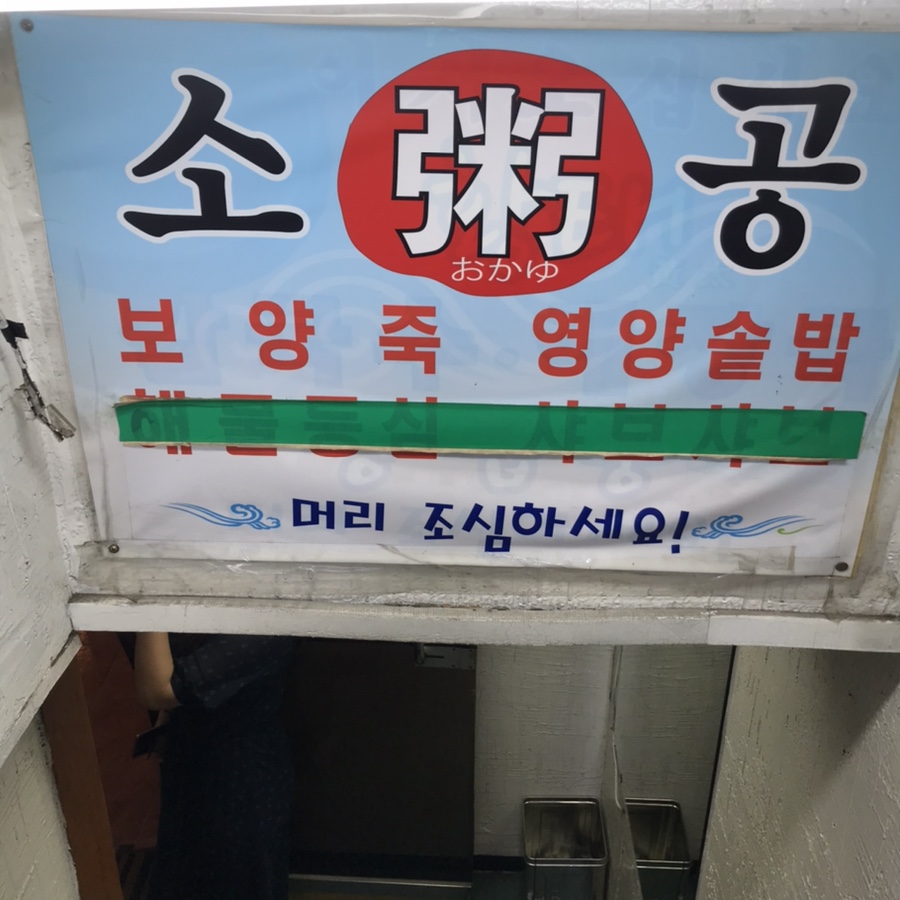 소 粥 공
おかゆ
보양죽 영양솥밥
머리 조심하세요!